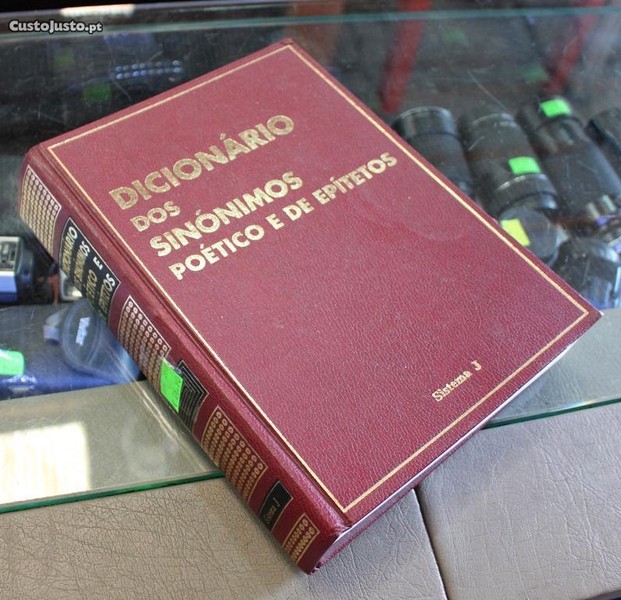 CustoJusto.pt
DICIONÁRIO
DOS
SINÓNIMOS
POÉTICO E DE EPÍTETOS
Sistema J